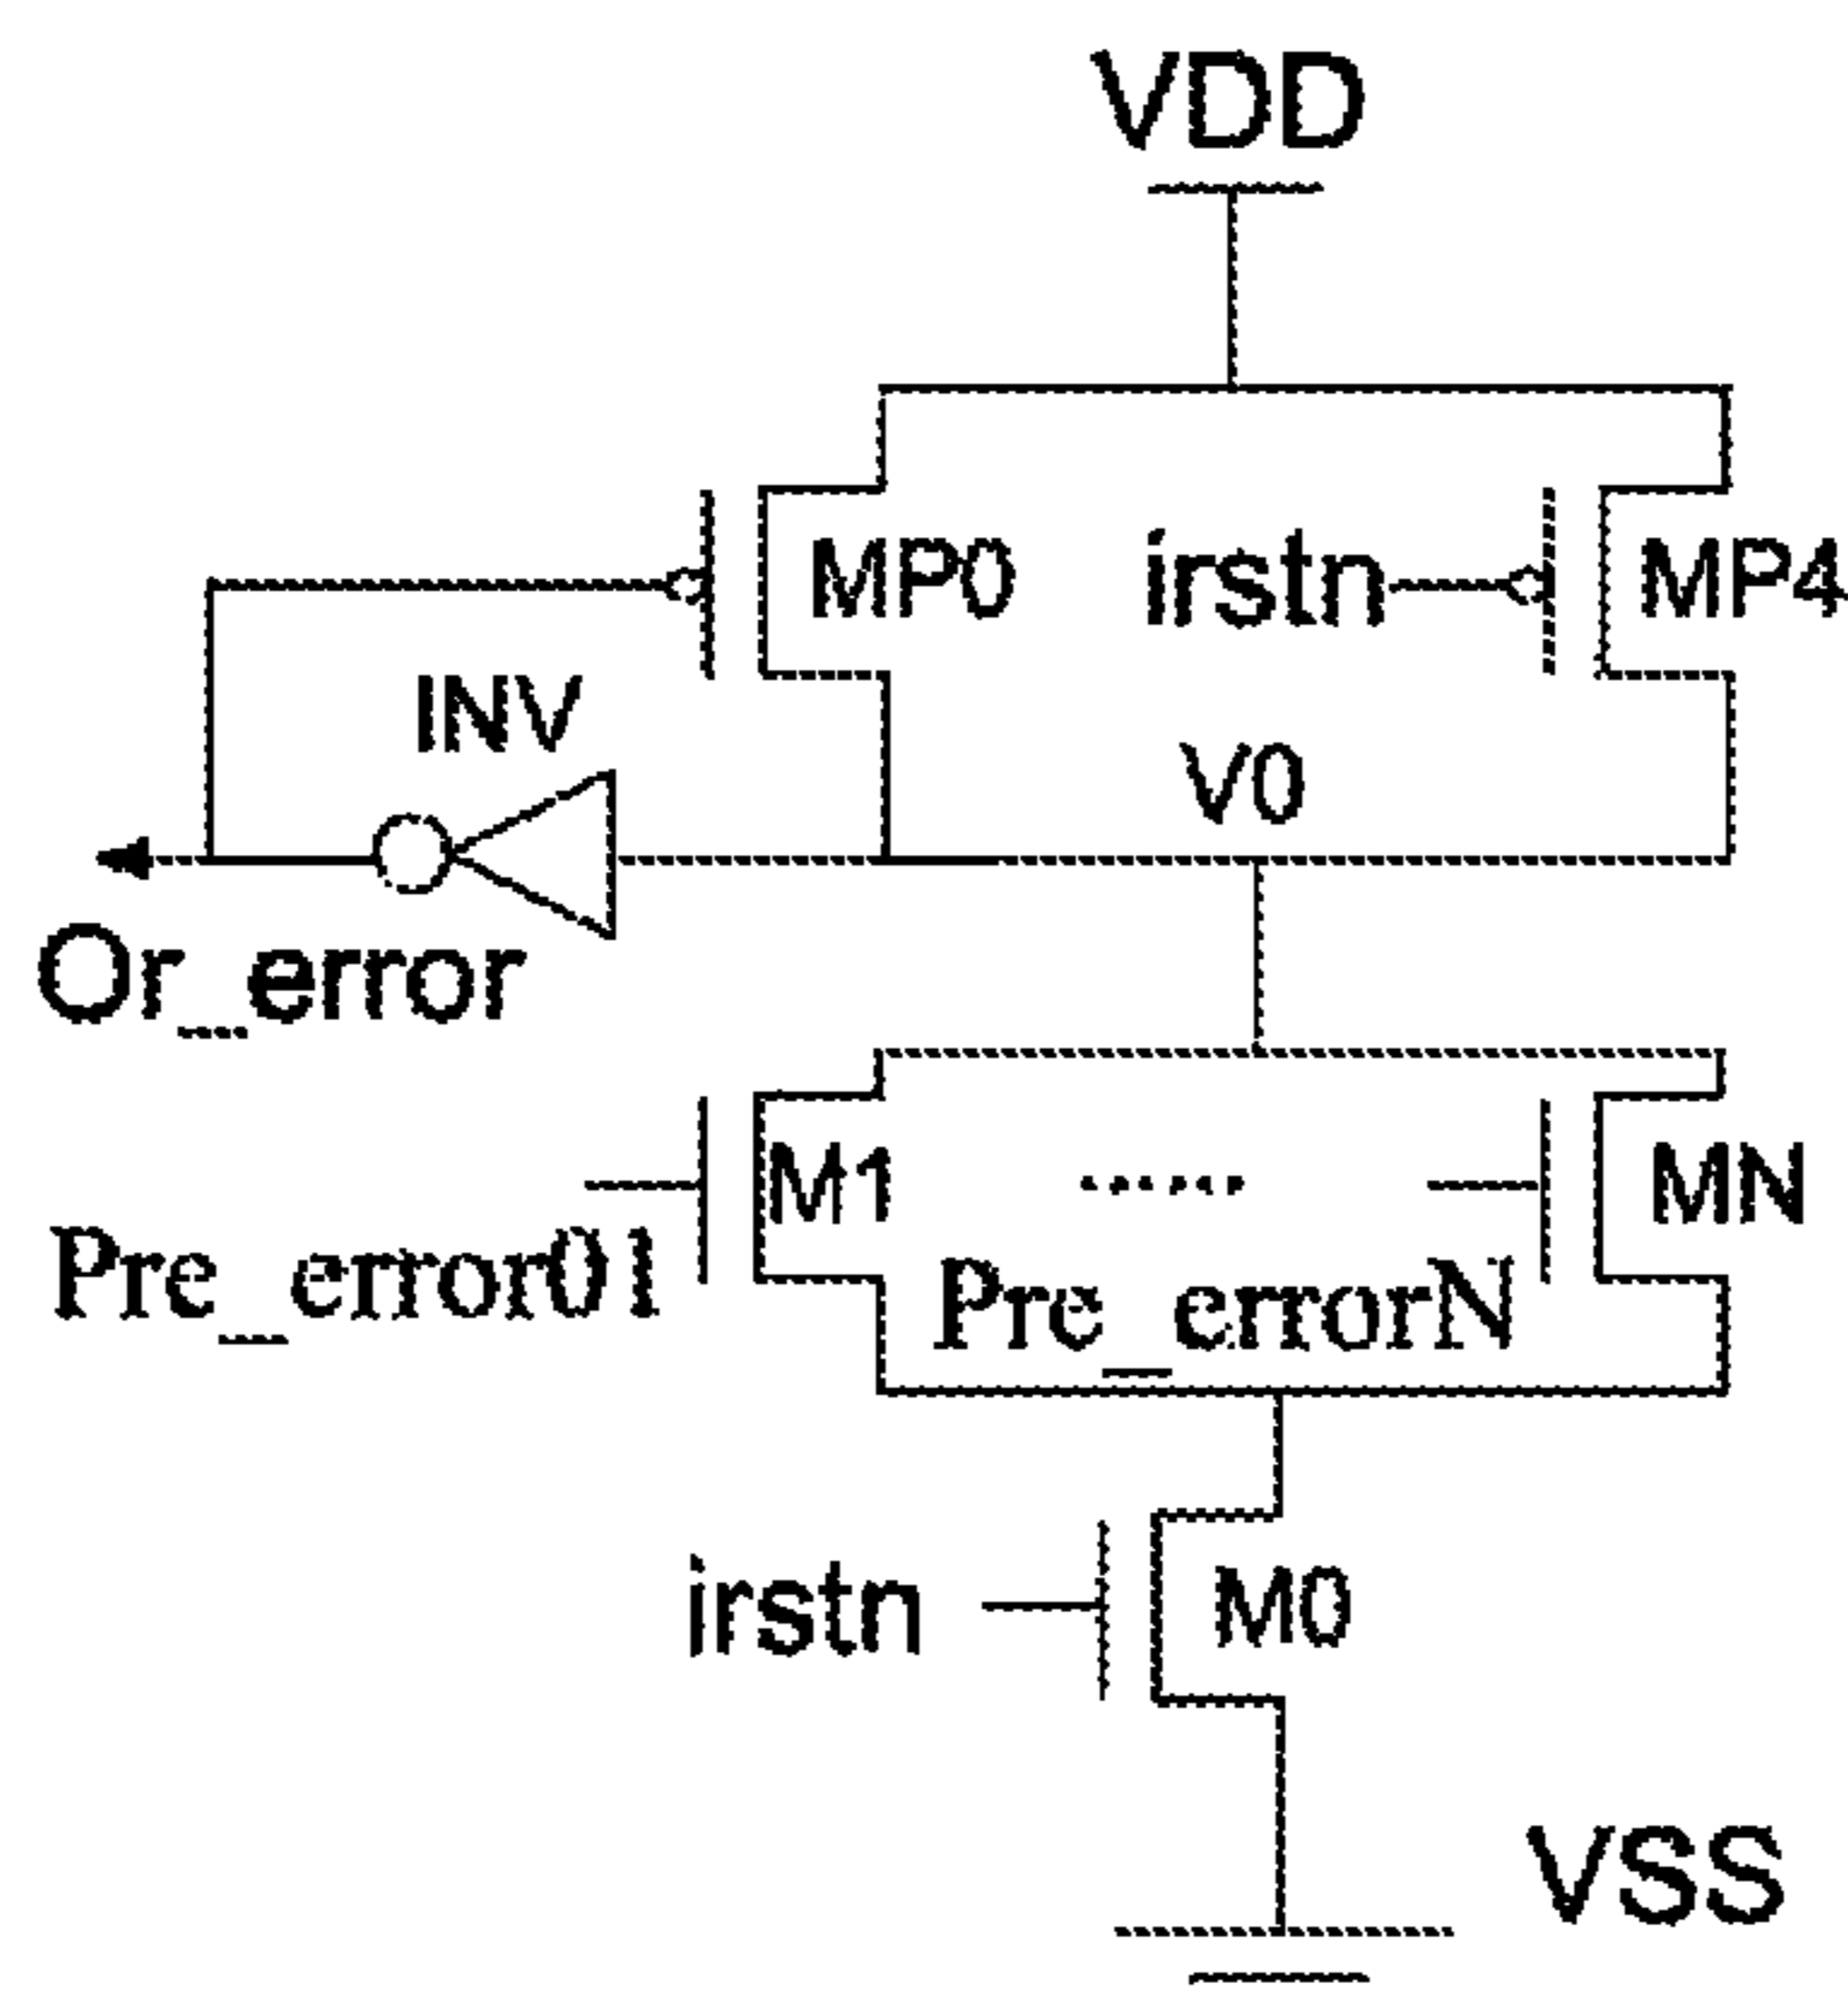 VDD
MP0
irstn
MP4
INV
V0
Or_error
M1
......
MN
Pre_error01
Pre_errorN
irstn
M0
VSS